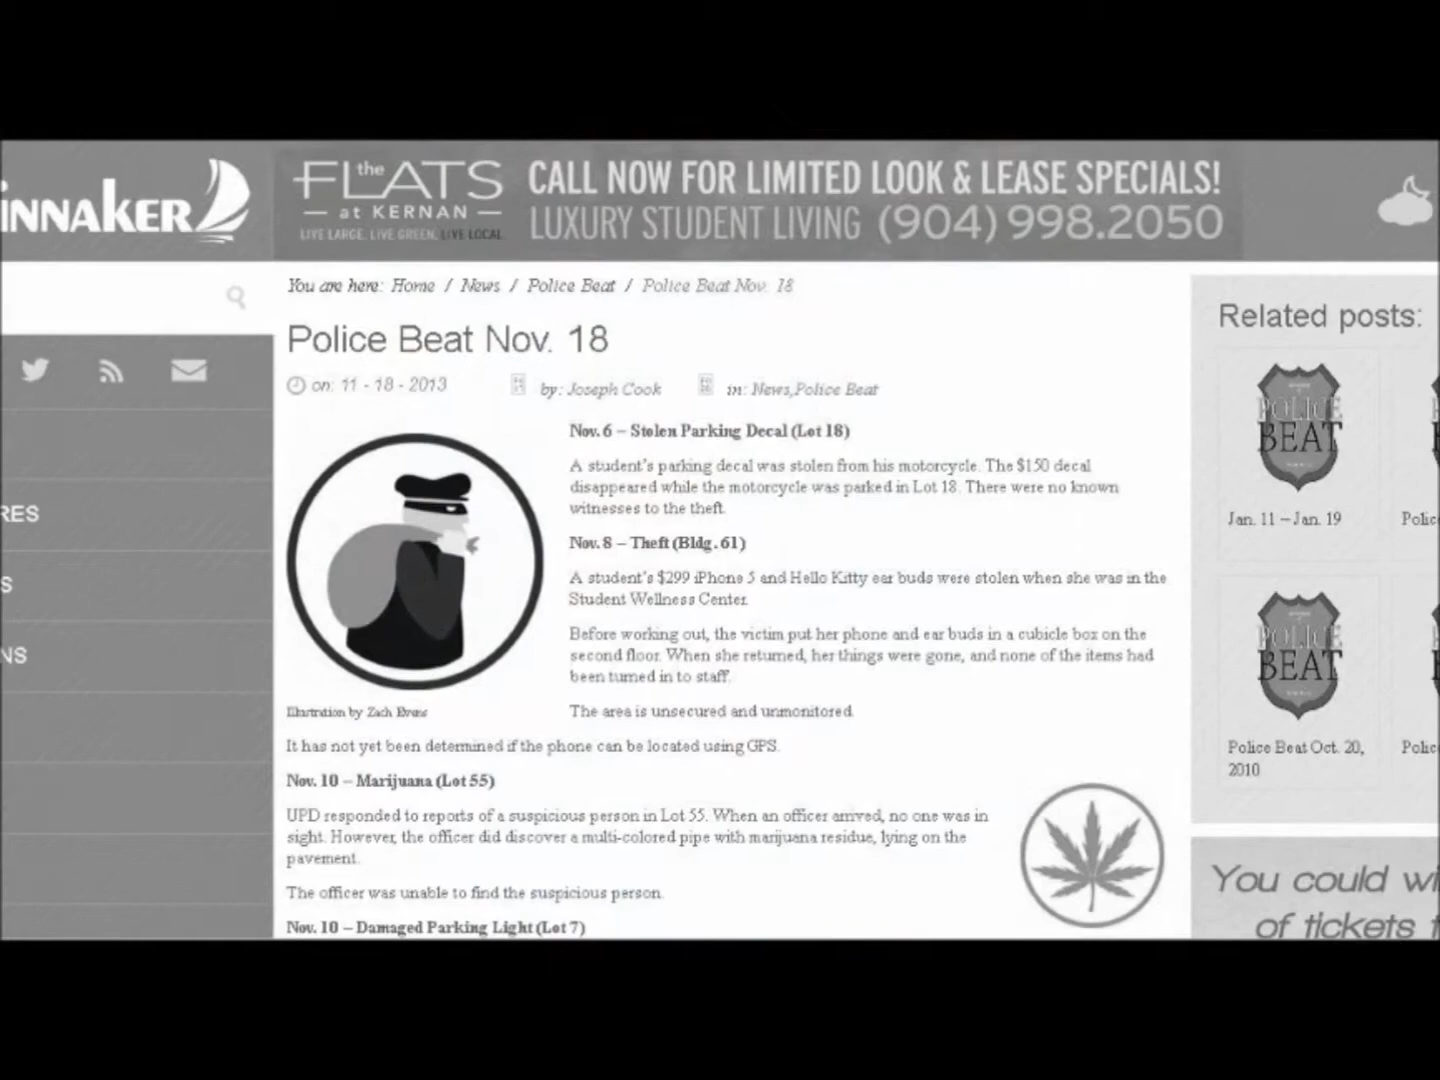 iNNAKER
the
FLATS
at KERNAN
LIVE LARGE. LIVE GREEN. LIVE LOCAL.
CALL NOW FOR LIMITED LOOK & LEASE SPECIALS!
LUXURY STUDENT LIVING (904) 998.2050
You are here: Home / News / Police Beat / Police Beat Nov. 18
Police Beat Nov. 18
on: 11 - 18 - 2013 by: Joseph Cook in: News,Police Beat
Nov. 6 – Stolen Parking Decal (Lot 18)
A student's parking decal was stolen from his motorcycle. The $150 decal
disappeared while the motorcycle was parked in Lot 18. There were no known
witnesses to the theft.
Nov. 8 – Theft (Bldg. 61)
A student's $299 iPhone 5 and Hello Kitty ear buds were stolen when she was in the
Student Wellness Center.
Before working out, the victim put her phone and ear buds in a cubicle box on the
second floor. When she returned, her things were gone, and none of the items had
been turned in to staff.
Illustration by Zach Evans
The area is unsecured and unmonitored.
It has not yet been determined if the phone can be located using GPS.
Nov. 10 – Marijuana (Lot 55)
UPD responded to reports of a suspicious person in Lot 55. When an officer arrived, no one was in
sight. However, the officer did discover a multi-colored pipe with marijuana residue, lying on the
pavement.
The officer was unable to find the suspicious person.
Nov. 10 – Damaged Parking Light (Lot 7)
RES
S
NS
Related posts:
POLICE
BEAT
Jan. 11 – Jan. 19
Polic
POLICE
BEAT
Police Beat Oct. 20,
2010
Polic
You could wi
of tickets t